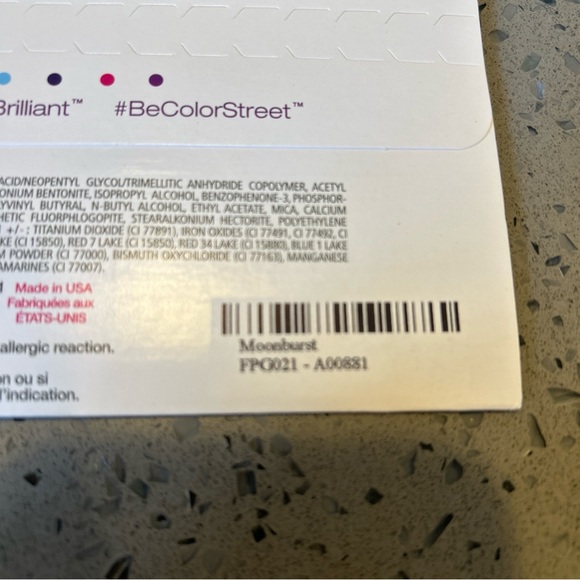 Brilliant™ #BeColorStreet™
ACID/NEOPENTYL GLYCOL/TRIMELLITIC ANHYDRIDE COPOLYMER, ACETYL
ONIUM BENTONITE, ISOPROPYL ALCOHOL, BENZOPHENONE-3, PHOSPHOR-
YVINYL BUTYRAL, N-BUTYL ALCOHOL, ETHYL ACETATE, MICA, CALCIUM
HETIC FLUORPHLOGOPITE, STEARALKONIUM HECTORITE, POLYETHYLENE
+/-: TITANIUM DIOXIDE (CI 77891), IRON OXIDES (CI 77491, CI 77492, CI
KE (CI 15850), RED 7 LAKE (CI 15850), RED 34 LAKE (CI 15880), BLUE 1 LAKE
M POWDER (CI 77000), BISMUTH OXYCHLORIDE (CI 77163), MANGANESE
AMARINES (CI 77007).
Made in USA
Fabriquées aux
ÉTATS-UNIS
allergic reaction.
n ou si
l'indication.
Moonburst
FPG021 - A00881